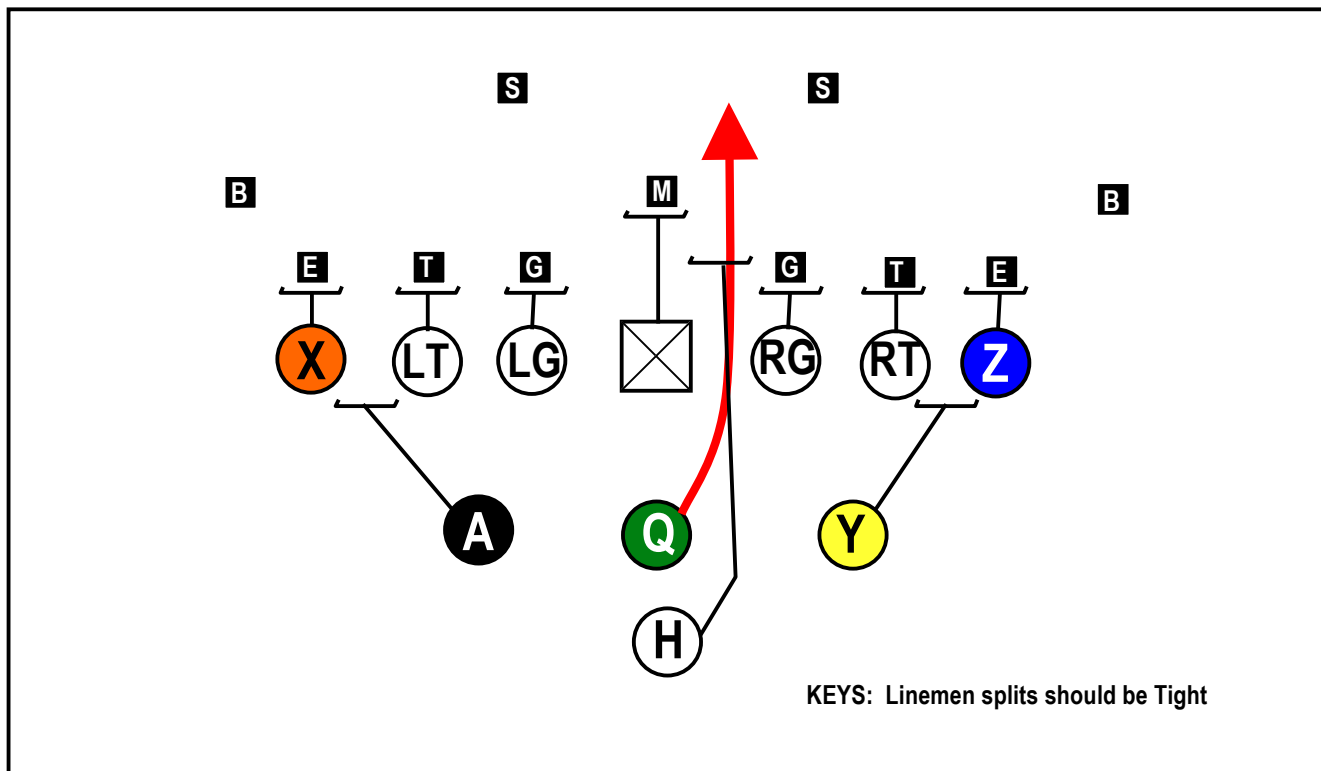 S S
B M B
E T G G T E
X LT LG RG RT Z
A Q Y
H
KEYS: Linemen splits should be Tight